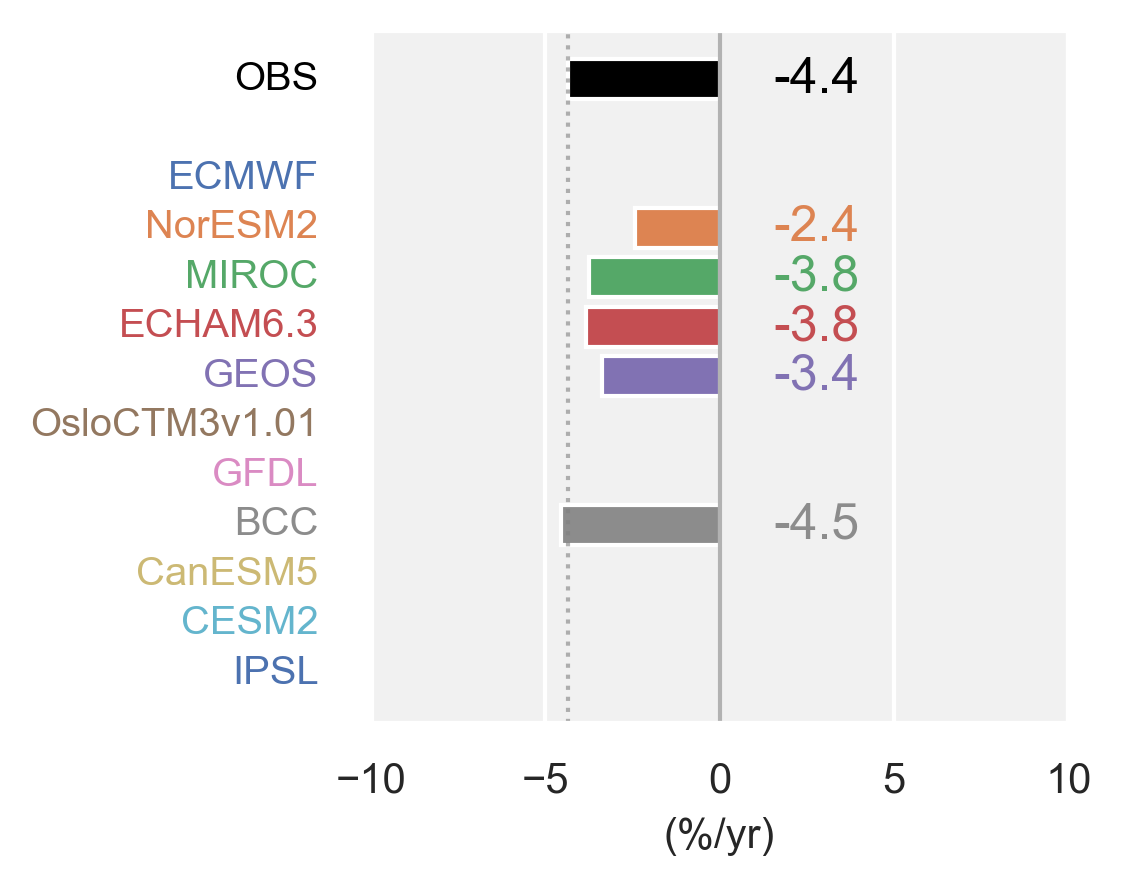 OBS -4.4
ECMWF
NorESM2 -2.4
MIROC -3.8
ECHAM6.3 -3.8
GEOS -3.4
OsloCTM3v1.01
GFDL
BCC -4.5
CanESM5
CESM2
IPSL
−10 −5 0 5 10
(%/yr)